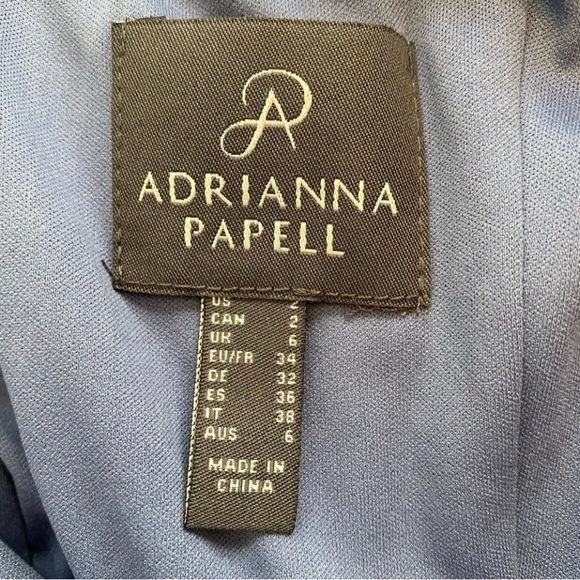 ADRIANNA
PAPELL
US 2
CAN 2
UK 6
EU/FR 34
DE 32
ES 36
IT 38
AUS 6
MADE IN
CHINA